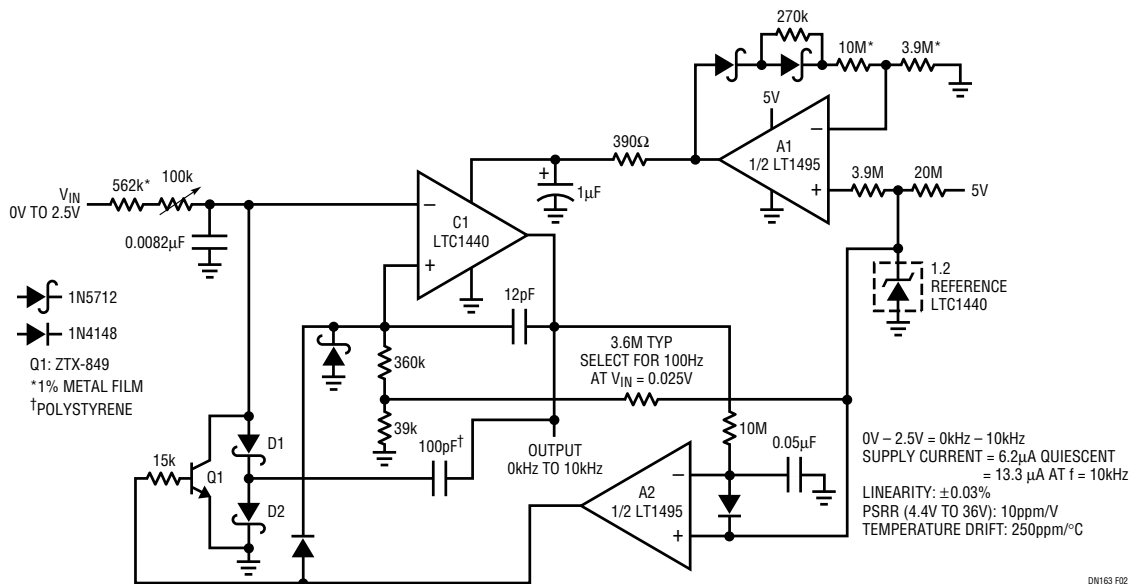 270k
10M*
3.9M*
5V
390Ω
A1
1/2 LT1495
–
+
3.9M
20M
5V
562k*
100k
VIN
0V TO 2.5V
0.0082µF
–
C1
LTC1440
+
+
1µF
1.2
REFERENCE
LTC1440
1N5712
1N4148
Q1: ZTX-849
*1% METAL FILM
†POLYSTYRENE
12pF
360k
3.6M TYP
SELECT FOR 100Hz
AT VIN = 0.025V
39k
100pF†
OUTPUT
0kHz TO 10kHz
10M
0.05µF
15k
Q1
D1
D2
A2
1/2 LT1495
–
+
0V – 2.5V = 0kHz – 10kHz
SUPPLY CURRENT = 6.2µA QUIESCENT
= 13.3 µA AT f = 10kHz
LINEARITY: ±0.03%
PSRR (4.4V TO 36V): 10ppm/V
TEMPERATURE DRIFT: 250ppm/°C
DN163 F02